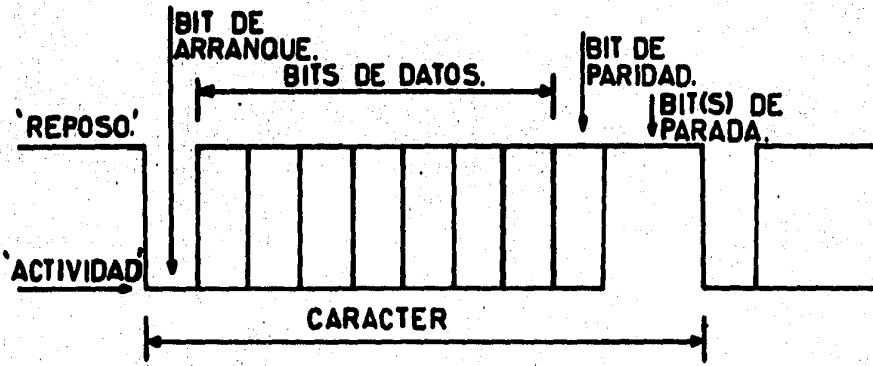 BIT DE
ARRANQUE.
BITS DE DATOS.
BIT DE
PARIDAD.
BIT(S) DE
PARADA.
'REPOSO.'
'ACTIVIDAD'
CARACTER